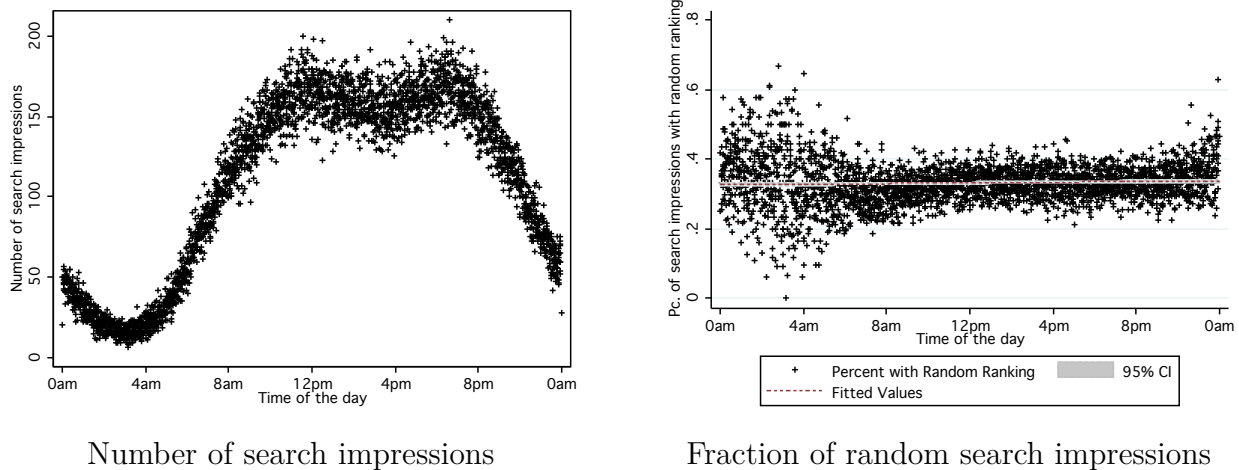 Number of search impressions
200
150
100
50
0
0am 4am 8am 12pm 4pm 8pm 0am
Time of the day
Number of search impressions
Pc. of search impressions with random ranking
.8
.6
.4
.2
0
0am 4am 8am 12pm 4pm 8pm 0am
Time of the day
Percent with Random Ranking 95% CI
Fitted Values
Fraction of random search impressions